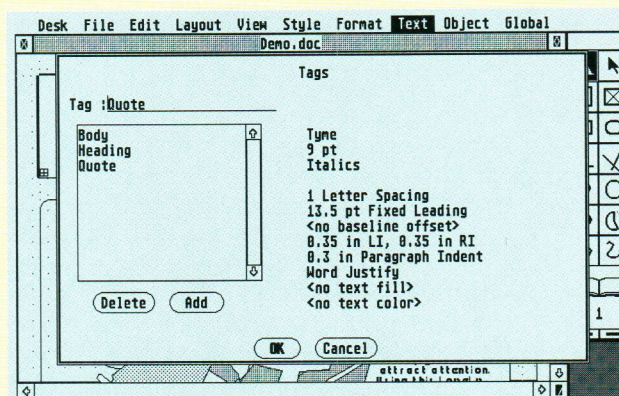 Desk File Edit Layout View Style Format Text Object Global
Demo.doc
Tags
Tag :Quote
Body
Heading
Quote
Tyme
9 pt
Italics
1 Letter Spacing
13.5 pt Fixed Leading
<no baseline offset>
0.35 in LI, 0.35 in RI
0.3 in Paragraph Indent
Word Justify
<no text fill>
<no text color>
Delete Add
OK Cancel
1
attract attention.